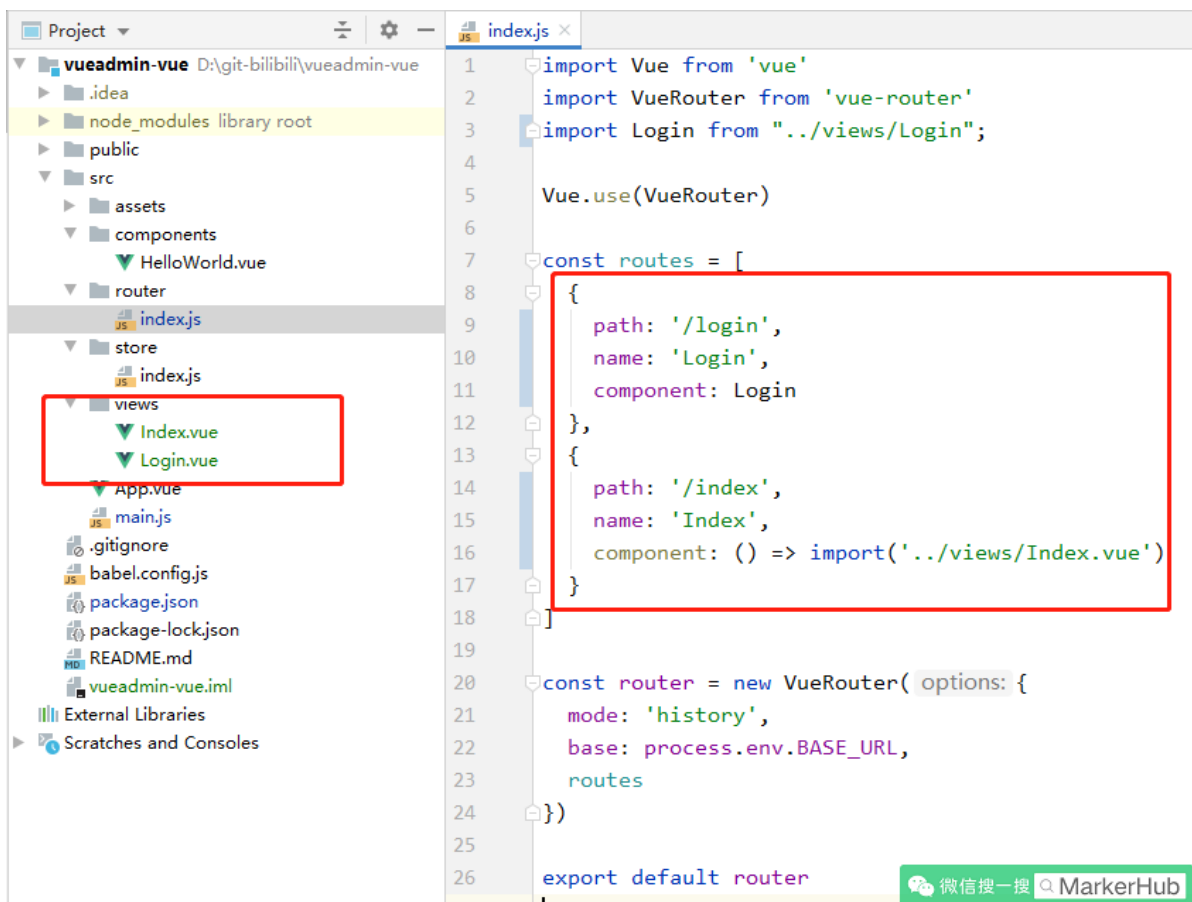 Project
vueadmin-vue D:\git-bilibili\vueadmin-vue
.idea
node_modules library root
public
src
assets
components
HelloWorld.vue
router
index.js
store
index.js
views
Index.vue
Login.vue
App.vue
main.js
.gitignore
babel.config.js
package.json
package-lock.json
README.md
vueadmin-vue.iml
External Libraries
Scratches and Consoles
index.js
1 import Vue from 'vue'
2 import VueRouter from 'vue-router'
3 import Login from "../views/Login";
4
5 Vue.use(VueRouter)
6
7 const routes = [
8 {
9 path: '/login',
10 name: 'Login',
11 component: Login
12 },
13 {
14 path: '/index',
15 name: 'Index',
16 component: () => import('../views/Index.vue')
17 }
18 ]
19
20 const router = new VueRouter( options: {
21 mode: 'history',
22 base: process.env.BASE_URL,
23 routes
24 })
25
26 export default router
微信搜一搜 MarkerHub